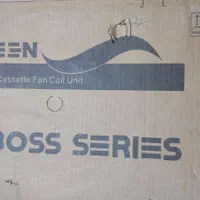 EEN
Cassette Fan Coil Unit
BOSS SERIES